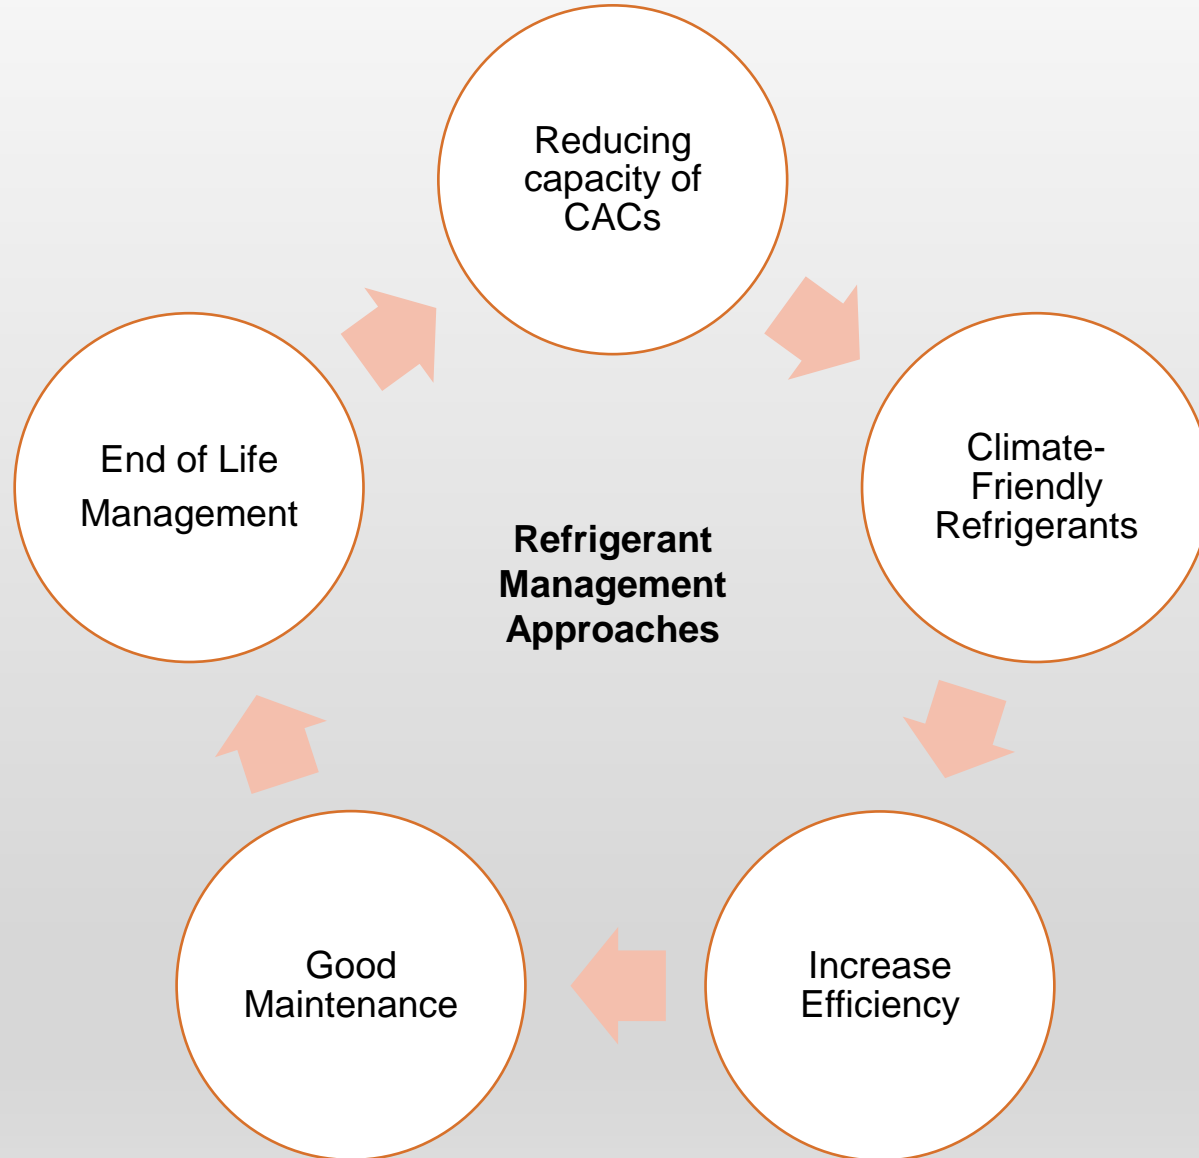 Reducing
capacity of
CACs
Climate-
Friendly
Refrigerants
Increase
Efficiency
Good
Maintenance
End of Life
Management
Refrigerant
Management
Approaches